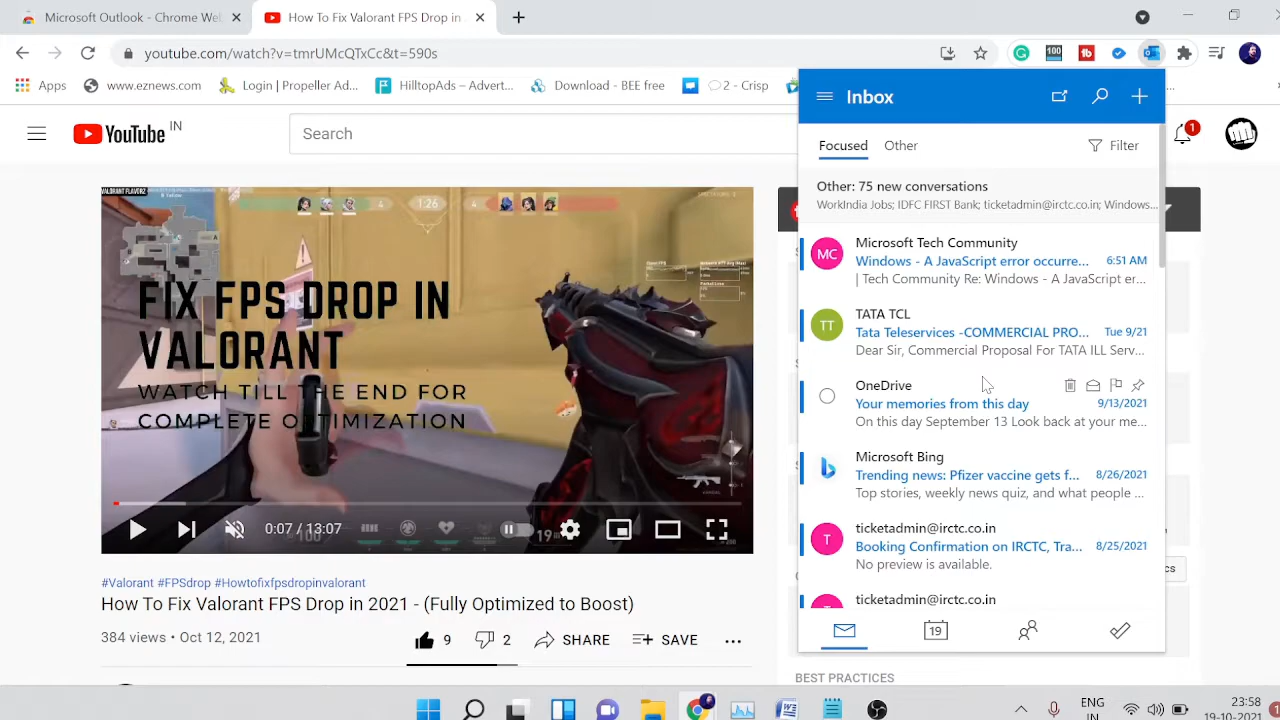 Microsoft Outlook - Chrome Wel
How To Fix Valorant FPS Drop in
youtube.com/watch?v=tmrUMcQTxCc&t=590s
100
Apps
www.eznews.com
Login | Propeller Ad...
HilltopAds – Advert...
Download - BEE free
2 - Crisp
YouTube IN
Search
1
VALORANT FLAVORZ
4
1:26
4
FIX FPS DROP IN
VALORANT
WATCH TILL THE END FOR
COMPLETE OPTIMIZATION
19
0:07 / 13:07
#Valorant #FPSdrop #Howtofixfpsdropinvalorant
How To Fix Valorant FPS Drop in 2021 - (Fully Optimized to Boost)
384 views • Oct 12, 2021
9
2
SHARE
SAVE
Inbox
Focused
Other
Filter
Other: 75 new conversations
WorkIndia Jobs; IDFC FIRST Bank; ticketadmin@irctc.co.in; Windows...
MC
Microsoft Tech Community
Windows - A JavaScript error occurre...
6:51 AM
| Tech Community Re: Windows - A JavaScript er...
TT
TATA TCL
Tata Teleservices -COMMERCIAL PRO...
Tue 9/21
Dear Sir, Commercial Proposal For TATA ILL Serv...
OneDrive
Your memories from this day
9/13/2021
On this day September 13 Look back at your me...
Microsoft Bing
Trending news: Pfizer vaccine gets f...
8/26/2021
Top stories, weekly news quiz, and what people ...
T
ticketadmin@irctc.co.in
Booking Confirmation on IRCTC, Tra...
8/25/2021
No preview is available.
ticketadmin@irctc.co.in
19
cs
BEST PRACTICES
ENG
IN
23:58
19-10-2021